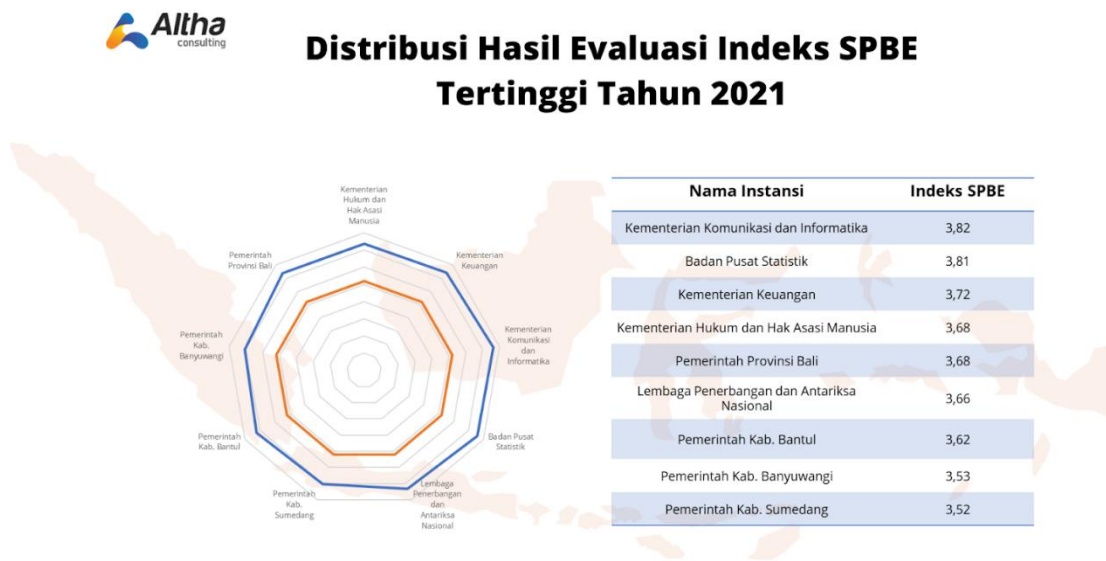 Altha
consulting
Distribusi Hasil Evaluasi Indeks SPBE
Tertinggi Tahun 2021
Kementerian
Hukum dan
Hak Asasi
Manusia
Kementerian
Keuangan
Kementerian
Komunikasi
dan
Informatika
Badan Pusat
Statistik
Lembaga
Penerbangan
dan
Antariksa
Nasional
Pemerintah
Kab.
Sumedang
Pemerintah
Kab. Bantul
Pemerintah
Kab.
Banyuwangi
Pemerintah
Provinsi Bali
Nama Instansi Indeks SPBE
Kementerian Komunikasi dan Informatika 3,82
Badan Pusat Statistik 3,81
Kementerian Keuangan 3,72
Kementerian Hukum dan Hak Asasi Manusia 3,68
Pemerintah Provinsi Bali 3,68
Lembaga Penerbangan dan Antariksa
Nasional 3,66
Pemerintah Kab. Bantul 3,62
Pemerintah Kab. Banyuwangi 3,53
Pemerintah Kab. Sumedang 3,52